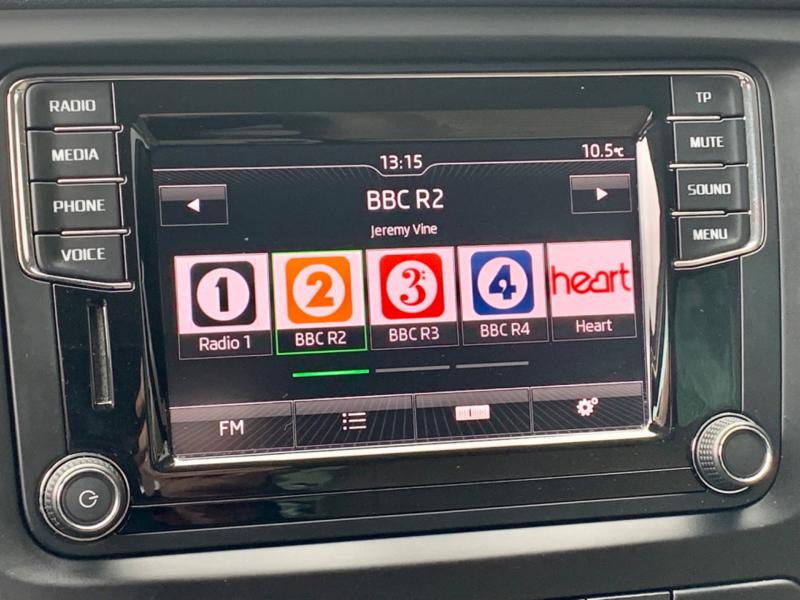 RADIO
MEDIA
PHONE
VOICE
TP
MUTE
SOUND
MENU
13:15
10.5°C
BBC R2
Jeremy Vine
1
2
3:
4
heart
Radio 1
BBC R2
BBC R3
BBC R4
Heart
FM